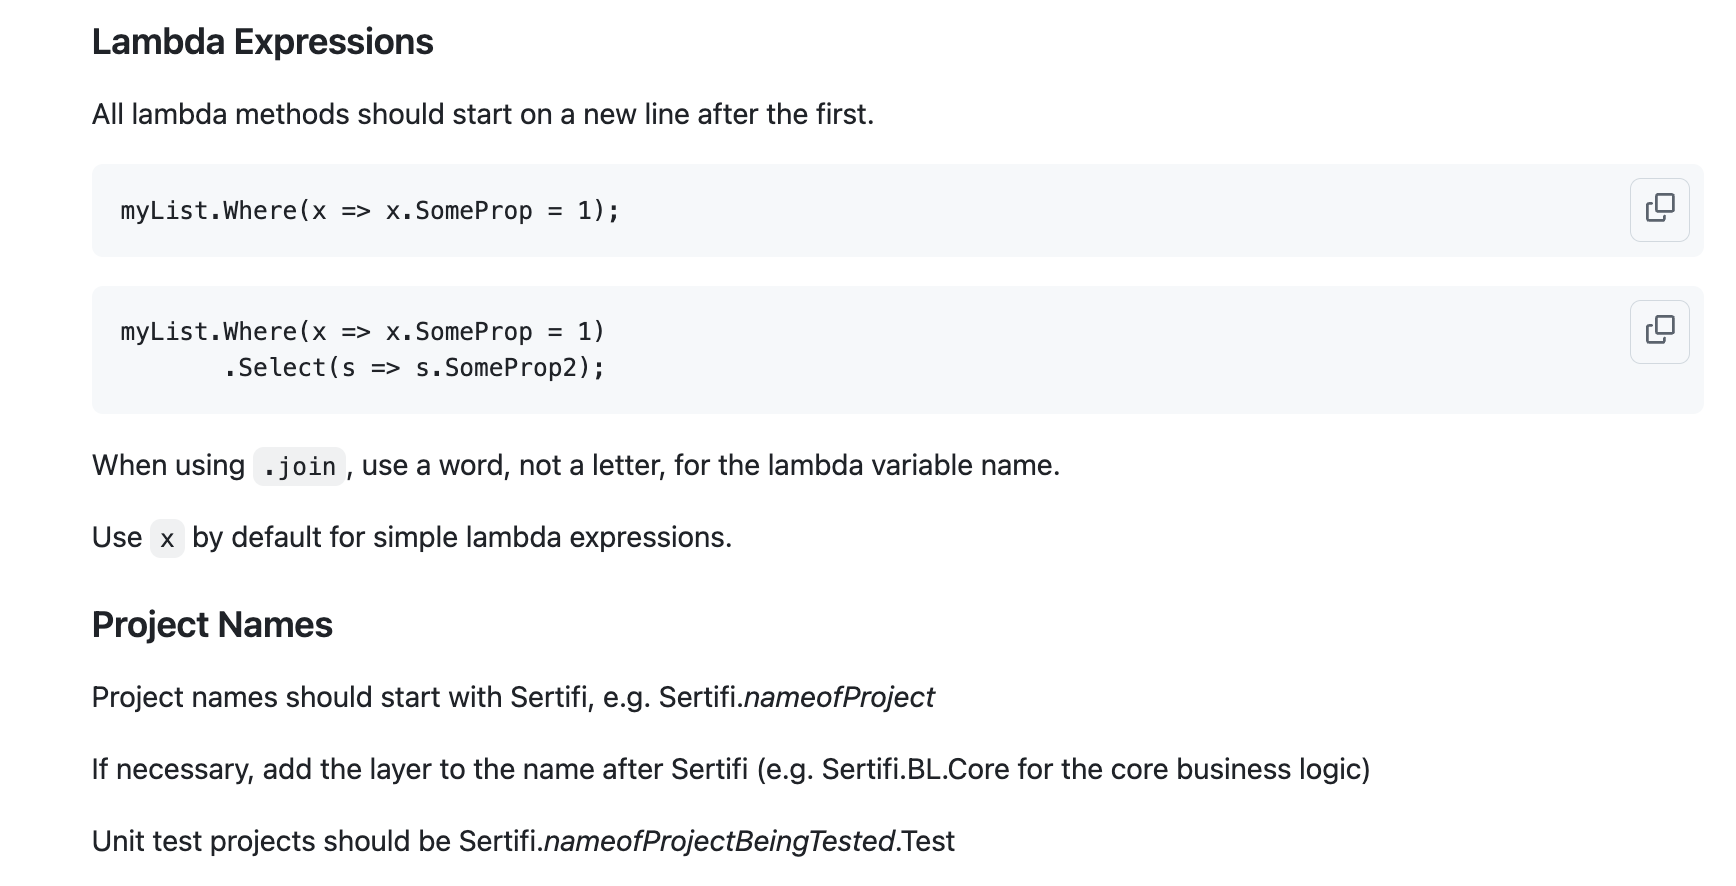 Lambda Expressions
All lambda methods should start on a new line after the first.
myList.Where(x => x.SomeProp = 1);
myList.Where(x => x.SomeProp = 1)
       .Select(s => s.SomeProp2);
When using .join, use a word, not a letter, for the lambda variable name.
Use x by default for simple lambda expressions.
Project Names
Project names should start with Sertifi, e.g. Sertifi.nameofProject
If necessary, add the layer to the name after Sertifi (e.g. Sertifi.BL.Core for the core business logic)
Unit test projects should be Sertifi.nameofProjectBeingTested.Test